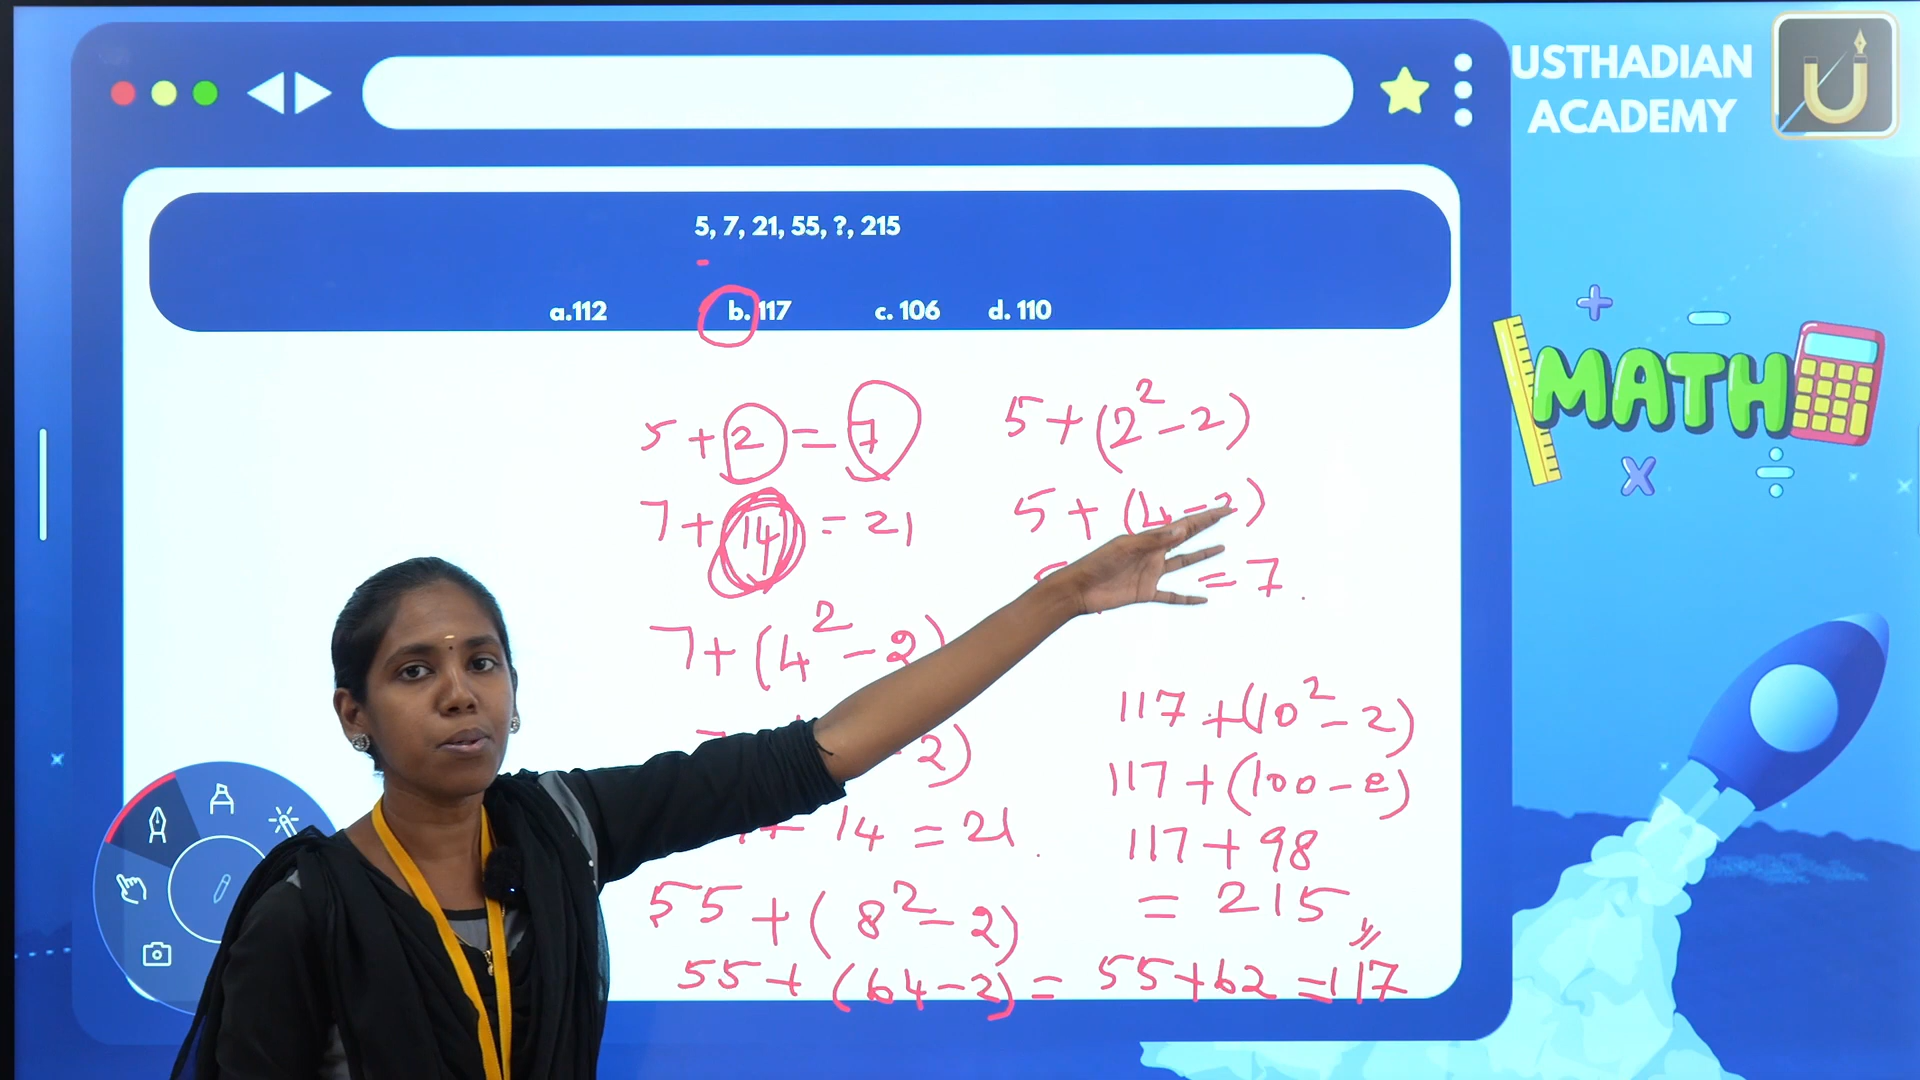 USTHADIAN
ACADEMY
5, 7, 21, 55, ?, 215
a.112 b. 117 c. 106 d. 110
MATH
5 + 2 = 7
7 + 14 = 21
7 + (4² - 2)
2)
14 = 21
55 + (8² - 2)
55 + (64 - 2) = 55 + 62 = 117
5 + (2² - 2)
5 + (4 - 2)
= 7
117 + (10² - 2)
117 + (100 - 2)
117 + 98
= 215